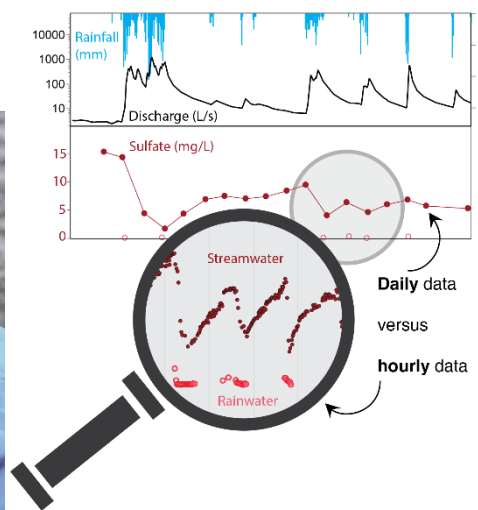 10000
Rainfall
(mm)
1000
100
10
Discharge (L/s)
15
Sulfate (mg/L)
10
5
0
Streamwater
Daily data
versus
hourly data
Rainwater